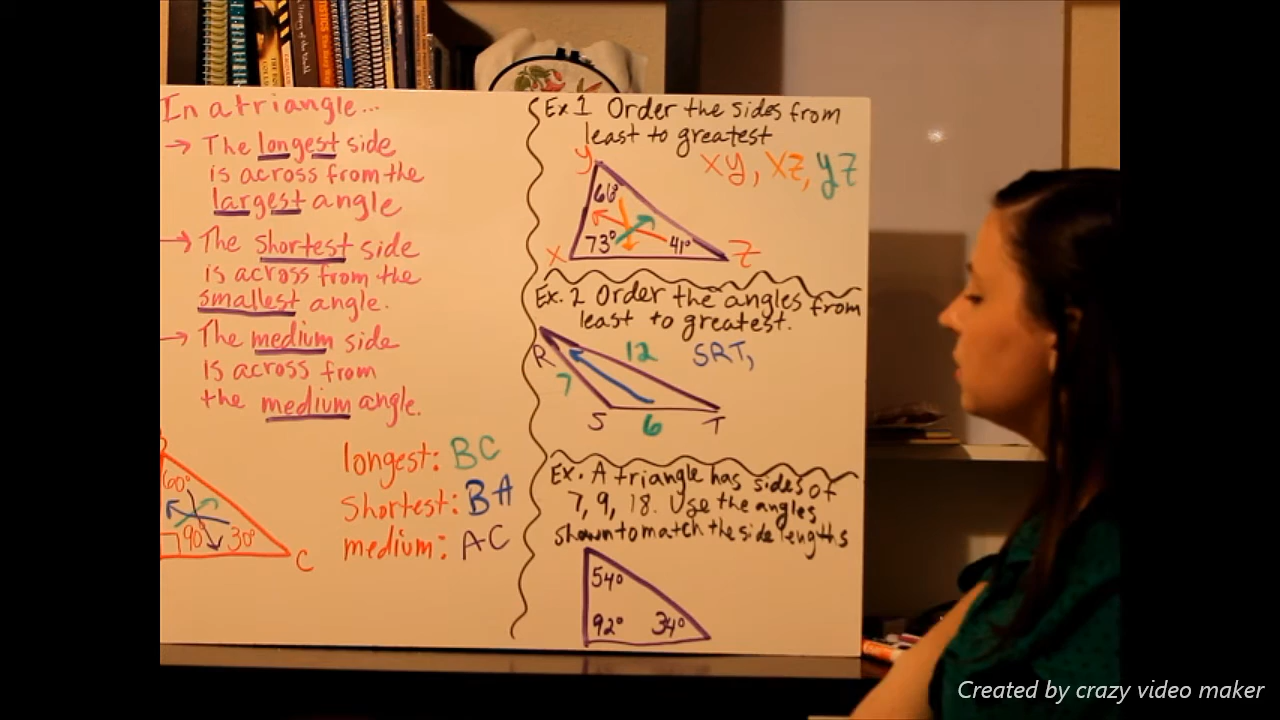 In a triangle...
→ The longest side
is across from the
largest angle
→ The shortest side
is across from the
smallest angle.
→ The medium side
is across from
the medium angle.
longest: BC
shortest: BA
medium: AC
60°
90°
30°
C
Ex 1 Order the sides from
least to greatest
XY, XZ, YZ
Y
73°
41°
X
Z
Ex. 2 Order the angles from
least to greatest.
SRT,
R
12
7
S
6
T
Ex. A triangle has sides of
7, 9, 18. Use the angles
shown to match the side lengths
54°
92°
34°
Created by crazy video maker